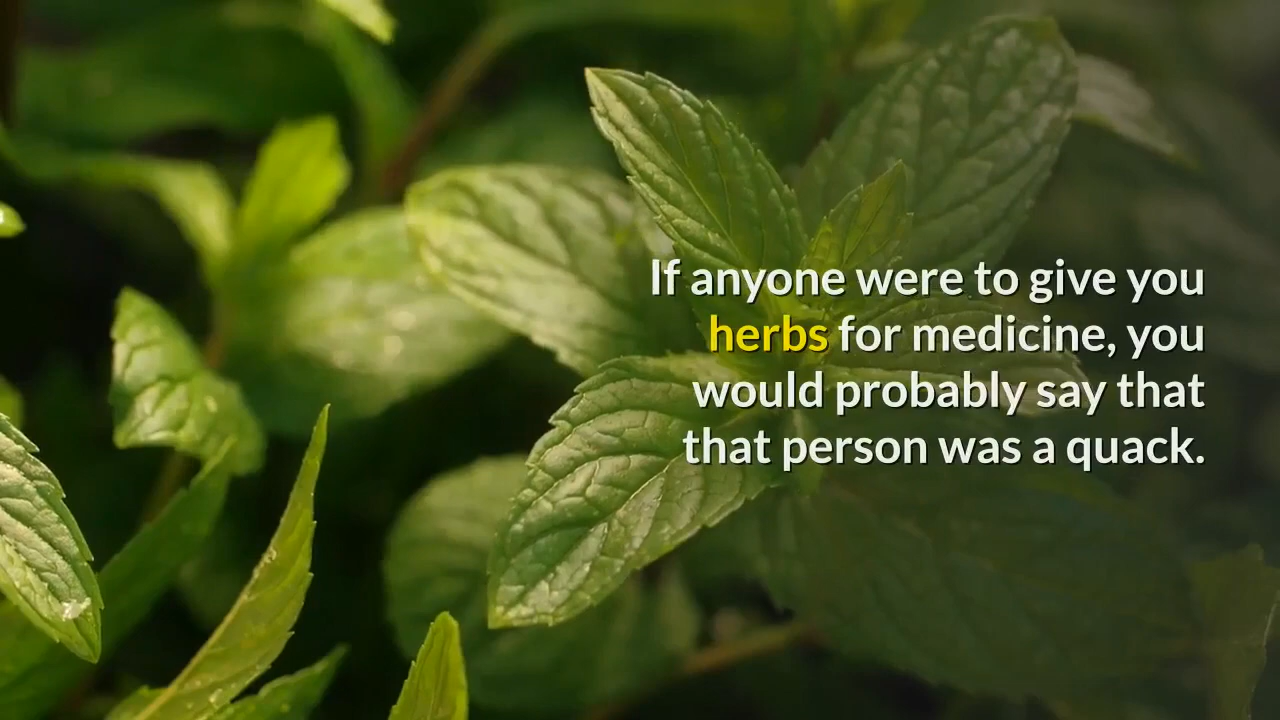 If anyone were to give you
herbs for medicine, you
would probably say that
that person was a quack.